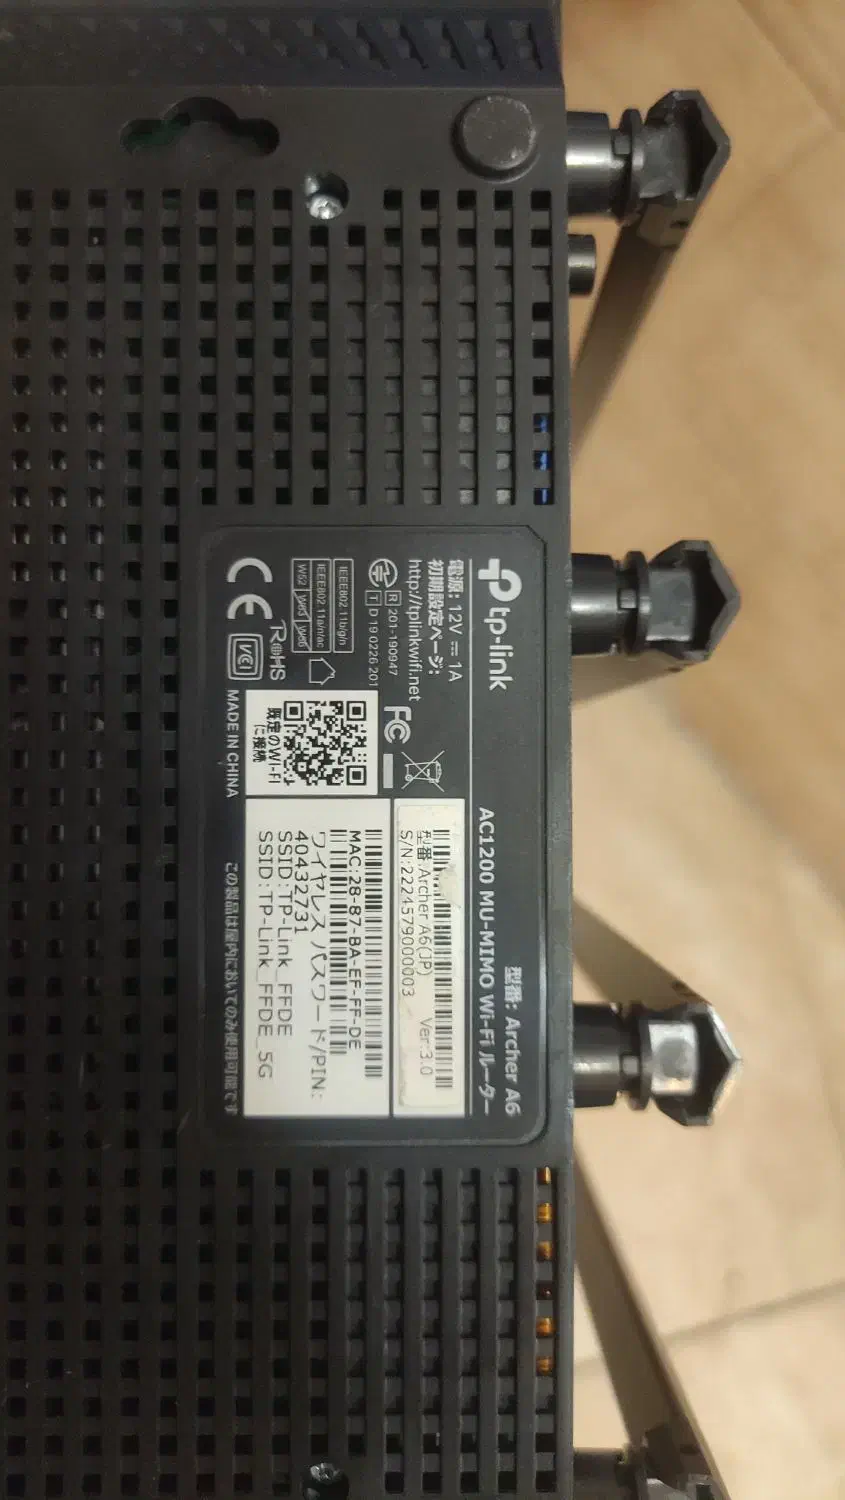 tp-link
AC1200 MU-MIMO Wi-Fi ルーター
型番: Archer A6
電源: 12V ⎓ 1A
初期設定ページ:
http://tplinkwifi.net
R 201-190947
T D 19 0226 201
FC
IEEE802.11b/g/n
IEEE802.11a/n/ac
W52 W53 W56
CE
RoHS
VCCI
MADE IN CHINA
既定のWi-Fi
に接続
型番:Archer A6(JP) Ver:3.0
S/N:2224579000003
MAC:28-87-BA-EF-FF-DE
ワイヤレス パスワード/PIN:
40432731
SSID:TP-Link_FFDE
SSID:TP-Link_FFDE_5G
この製品は屋内においてのみ使用可能です